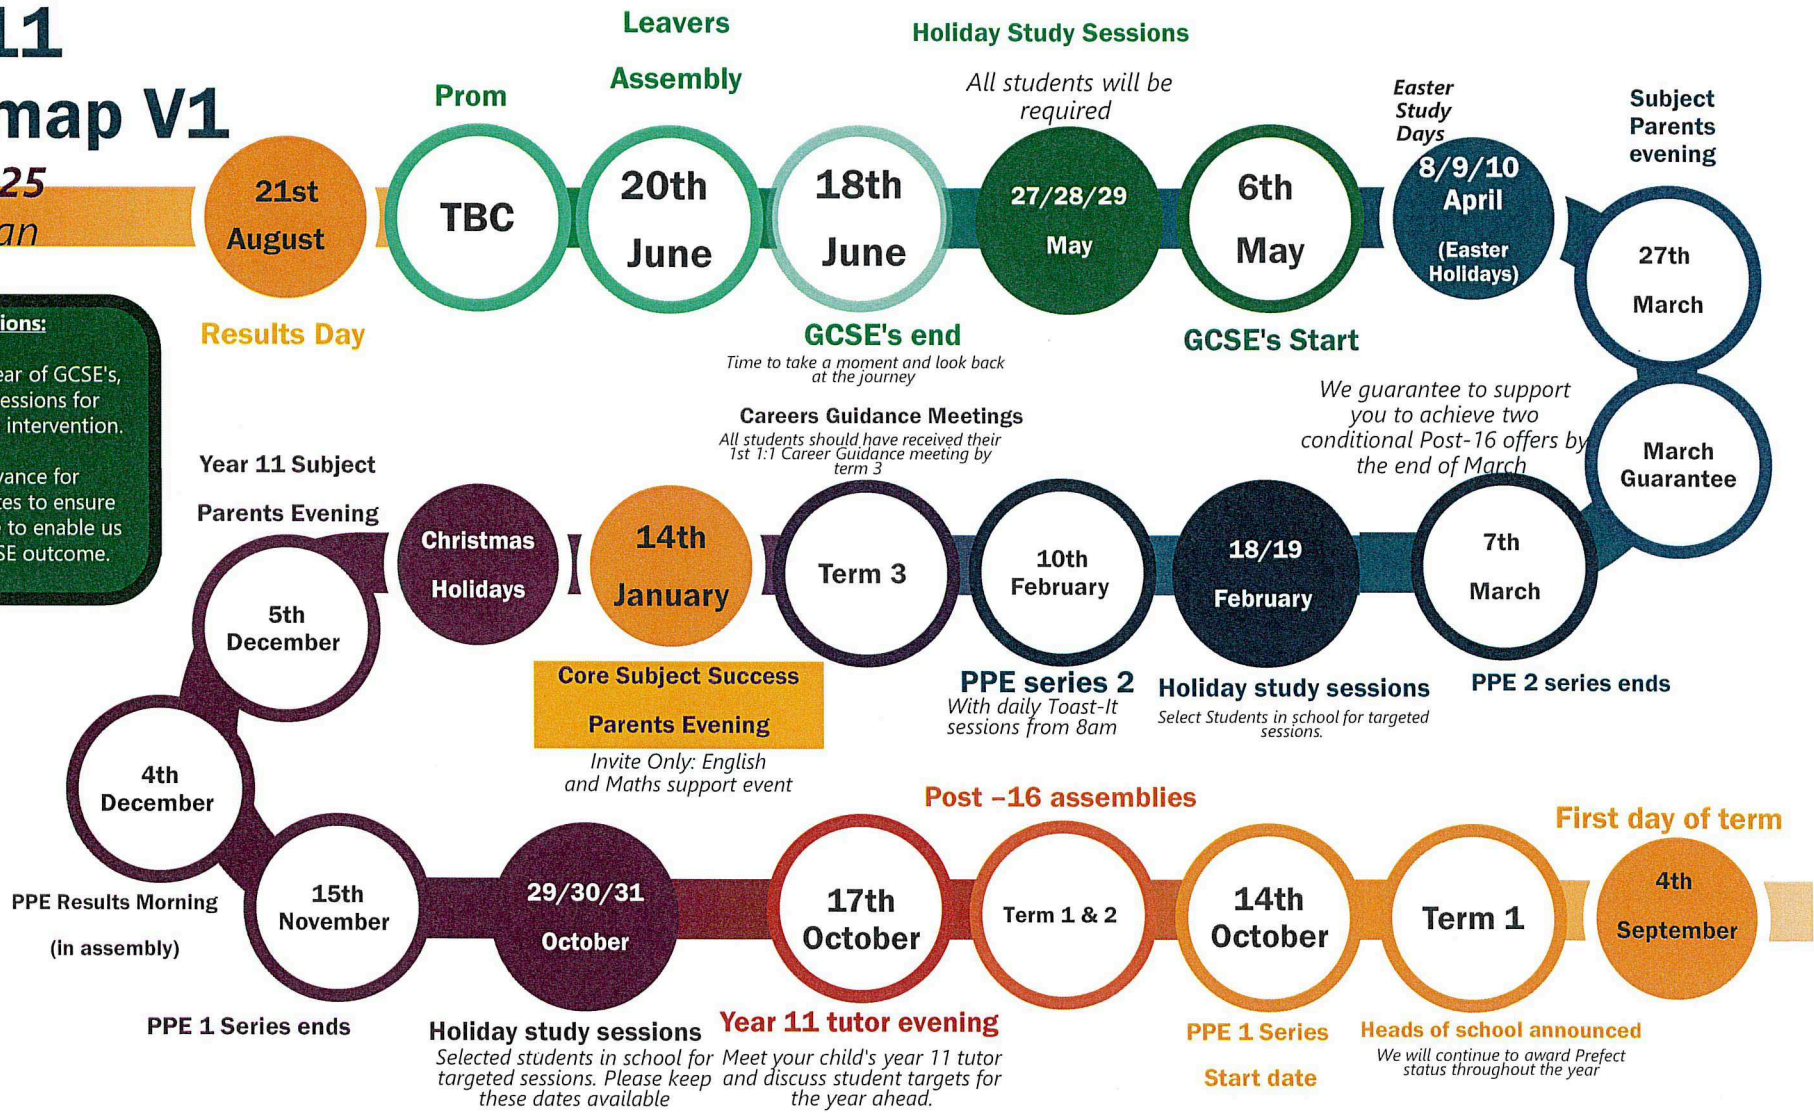 11
map V1
25
an
Leavers
Assembly
Holiday Study Sessions
All students will be
required
Prom
Easter
Study
Days
Subject
Parents
evening
21st
August
TBC
20th
June
18th
June
27/28/29
May
6th
May
8/9/10
April
(Easter
Holidays)
27th
March
Results Day
GCSE's end
Time to take a moment and look back
at the journey
GCSE's Start
ions:
ear of GCSE's,
essions for
intervention.
vance for
tes to ensure
to enable us
SE outcome.
We guarantee to support
you to achieve two
conditional Post-16 offers by
the end of March
March
Guarantee
Careers Guidance Meetings
All students should have received their
1st 1:1 Career Guidance meeting by
term 3
Year 11 Subject
Parents Evening
5th
December
Christmas
Holidays
14th
January
Term 3
10th
February
18/19
February
7th
March
Core Subject Success
Parents Evening
Invite Only: English
and Maths support event
PPE series 2
With daily Toast-It
sessions from 8am
Holiday study sessions
Select Students in school for targeted
sessions.
PPE 2 series ends
4th
December
PPE Results Morning
(in assembly)
Post –16 assemblies
First day of term
15th
November
29/30/31
October
17th
October
Term 1 & 2
14th
October
Term 1
4th
September
PPE 1 Series ends
Holiday study sessions
Selected students in school for
targeted sessions. Please keep
these dates available
Year 11 tutor evening
Meet your child's year 11 tutor
and discuss student targets for
the year ahead.
PPE 1 Series
Start date
Heads of school announced
We will continue to award Prefect
status throughout the year